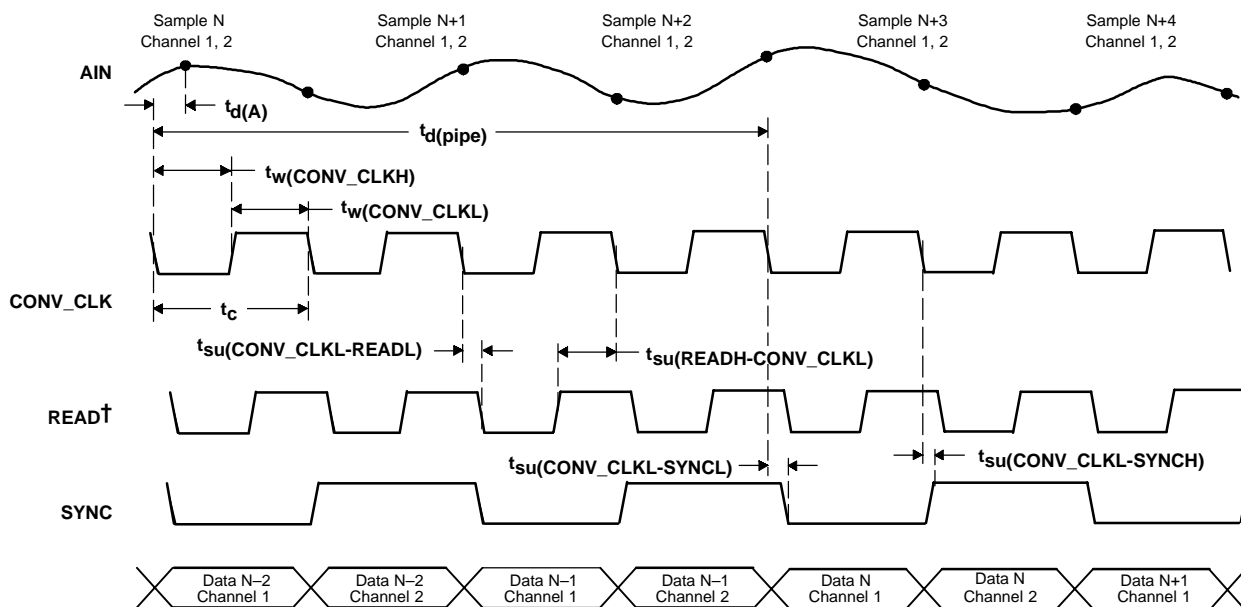 Sample N
Channel 1, 2
Sample N+1
Channel 1, 2
Sample N+2
Channel 1, 2
Sample N+3
Channel 1, 2
Sample N+4
Channel 1, 2
AIN
td(A)
td(pipe)
tw(CONV_CLKH)
tw(CONV_CLKL)
CONV_CLK
tc
tsu(CONV_CLKL-READL)
tsu(READH-CONV_CLKL)
READ†
tsu(CONV_CLKL-SYNCL)
tsu(CONV_CLKL-SYNCH)
SYNC
Data N–2
Channel 1
Data N–2
Channel 2
Data N–1
Channel 1
Data N–1
Channel 2
Data N
Channel 1
Data N
Channel 2
Data N+1
Channel 1